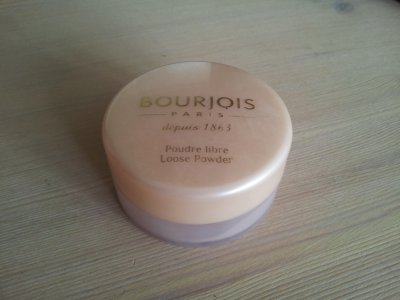 BOURJOIS
PARIS
depuis 1863
Poudre libre
Loose Powder